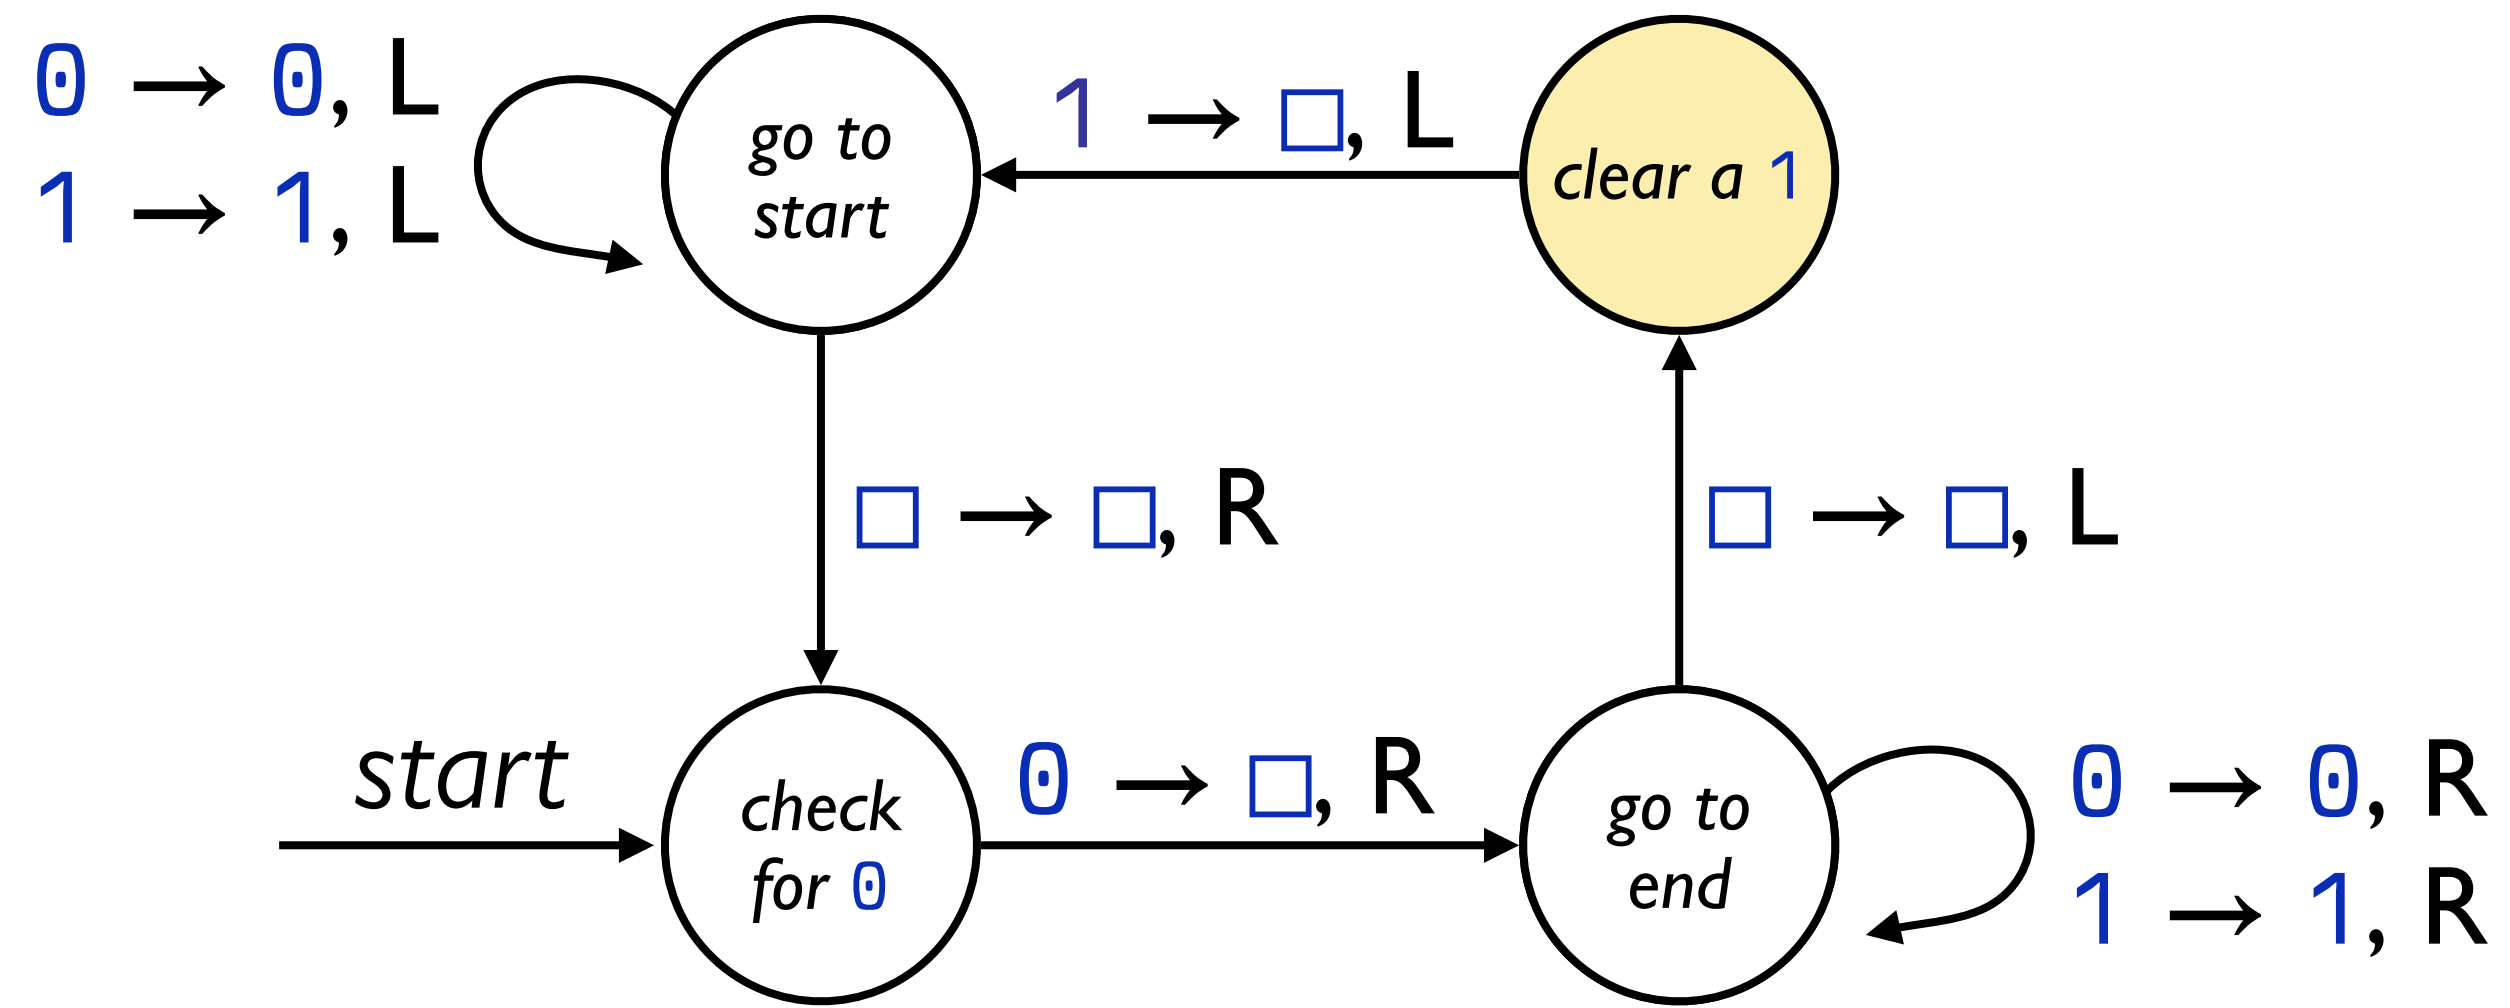 0 → 0, L
1 → 1, L
go to
start
1 → □, L
clear a 1
□ → □, R
□ → □, L
start
check
for 0
0 → □, R
go to
end
0 → 0, R
1 → 1, R